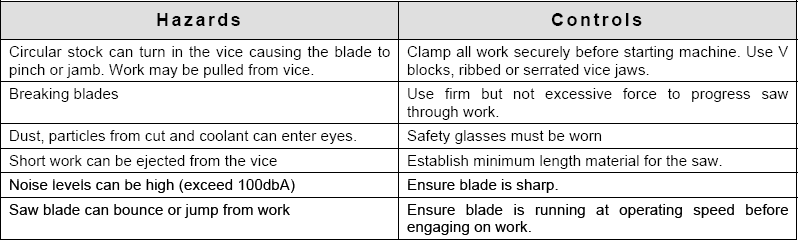 Hazards
Controls
Circular stock can turn in the vice causing the blade to
pinch or jamb. Work may be pulled from vice.
Clamp all work securely before starting machine. Use V
blocks, ribbed or serrated vice jaws.
Breaking blades
Use firm but not excessive force to progress saw
through work.
Dust, particles from cut and coolant can enter eyes.
Safety glasses must be worn
Short work can be ejected from the vice
Establish minimum length material for the saw.
Noise levels can be high (exceed 100dbA)
Ensure blade is sharp.
Saw blade can bounce or jump from work
Ensure blade is running at operating speed before
engaging on work.